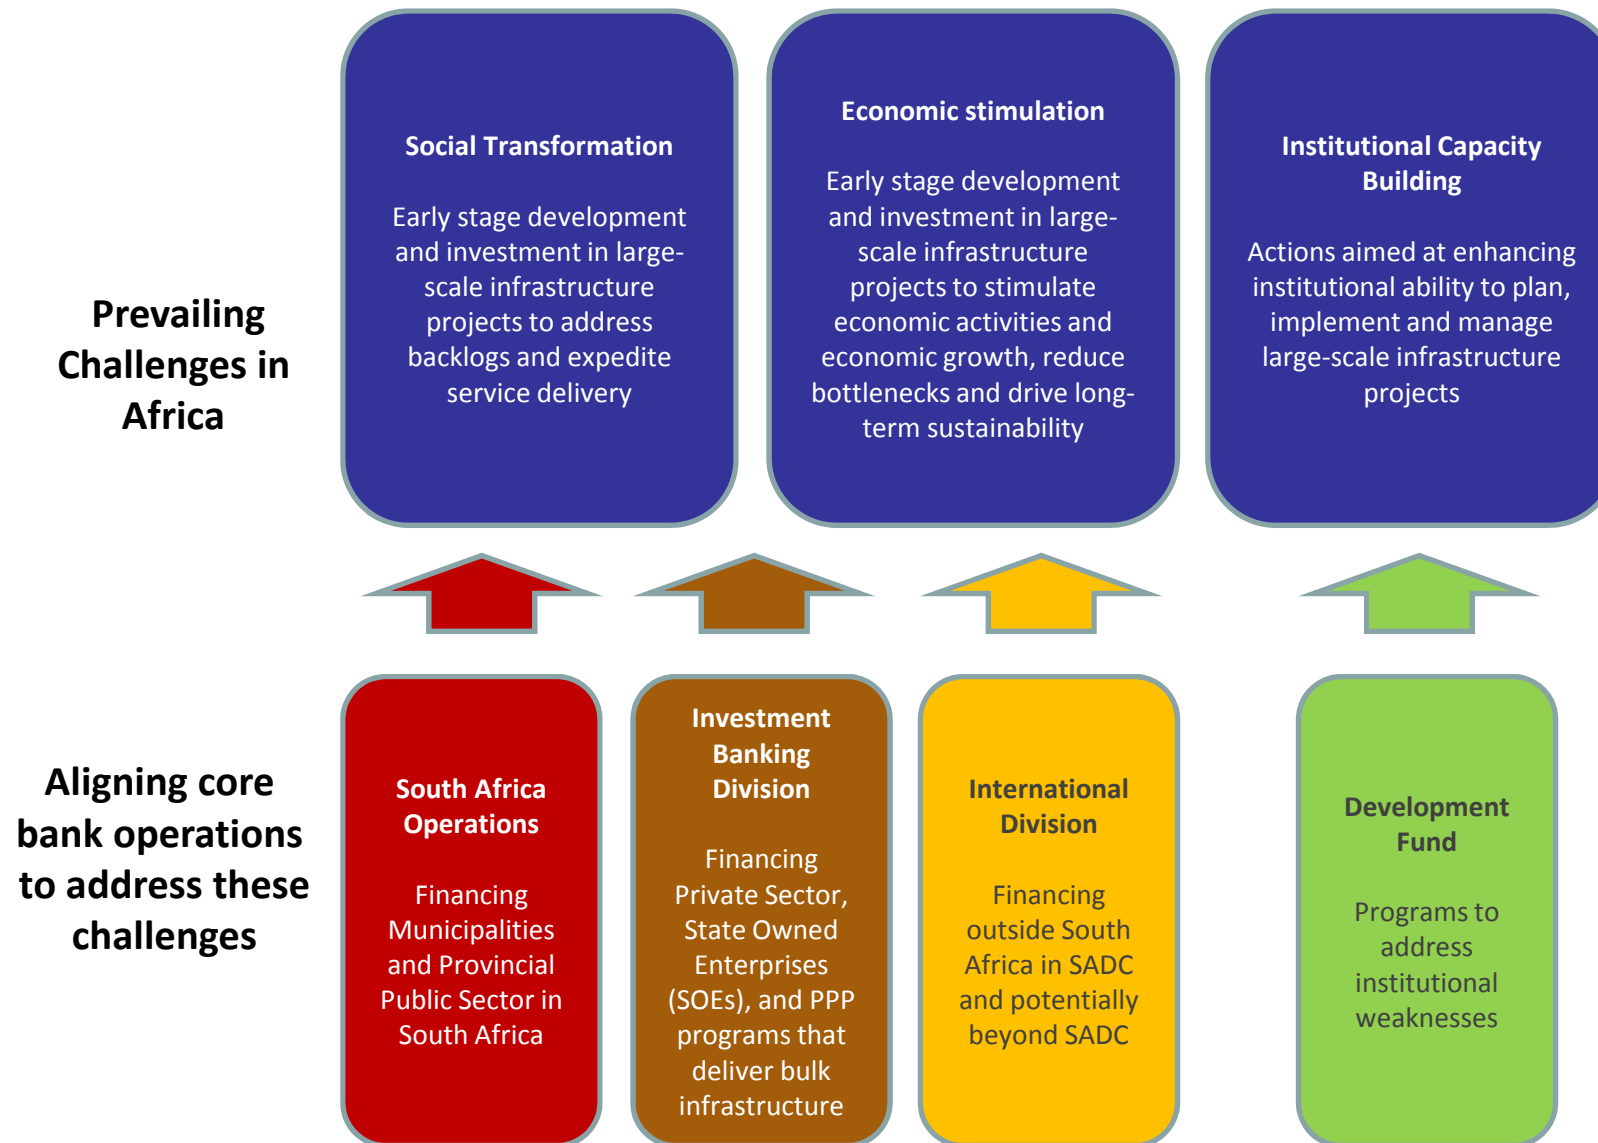 Prevailing
Challenges in
Africa
Social Transformation
Early stage development
and investment in large-
scale infrastructure
projects to address
backlogs and expedite
service delivery
Economic stimulation
Early stage development
and investment in large-
scale infrastructure
projects to stimulate
economic activities and
economic growth, reduce
bottlenecks and drive long-
term sustainability
Institutional Capacity
Building
Actions aimed at enhancing
institutional ability to plan,
implement and manage
large-scale infrastructure
projects
Aligning core
bank operations
to address these
challenges
South Africa
Operations
Financing
Municipalities
and Provincial
Public Sector in
South Africa
Investment
Banking
Division
Financing
Private Sector,
State Owned
Enterprises
(SOEs), and PPP
programs that
deliver bulk
infrastructure
International
Division
Financing
outside South
Africa in SADC
and potentially
beyond SADC
Development
Fund
Programs to
address
institutional
weaknesses